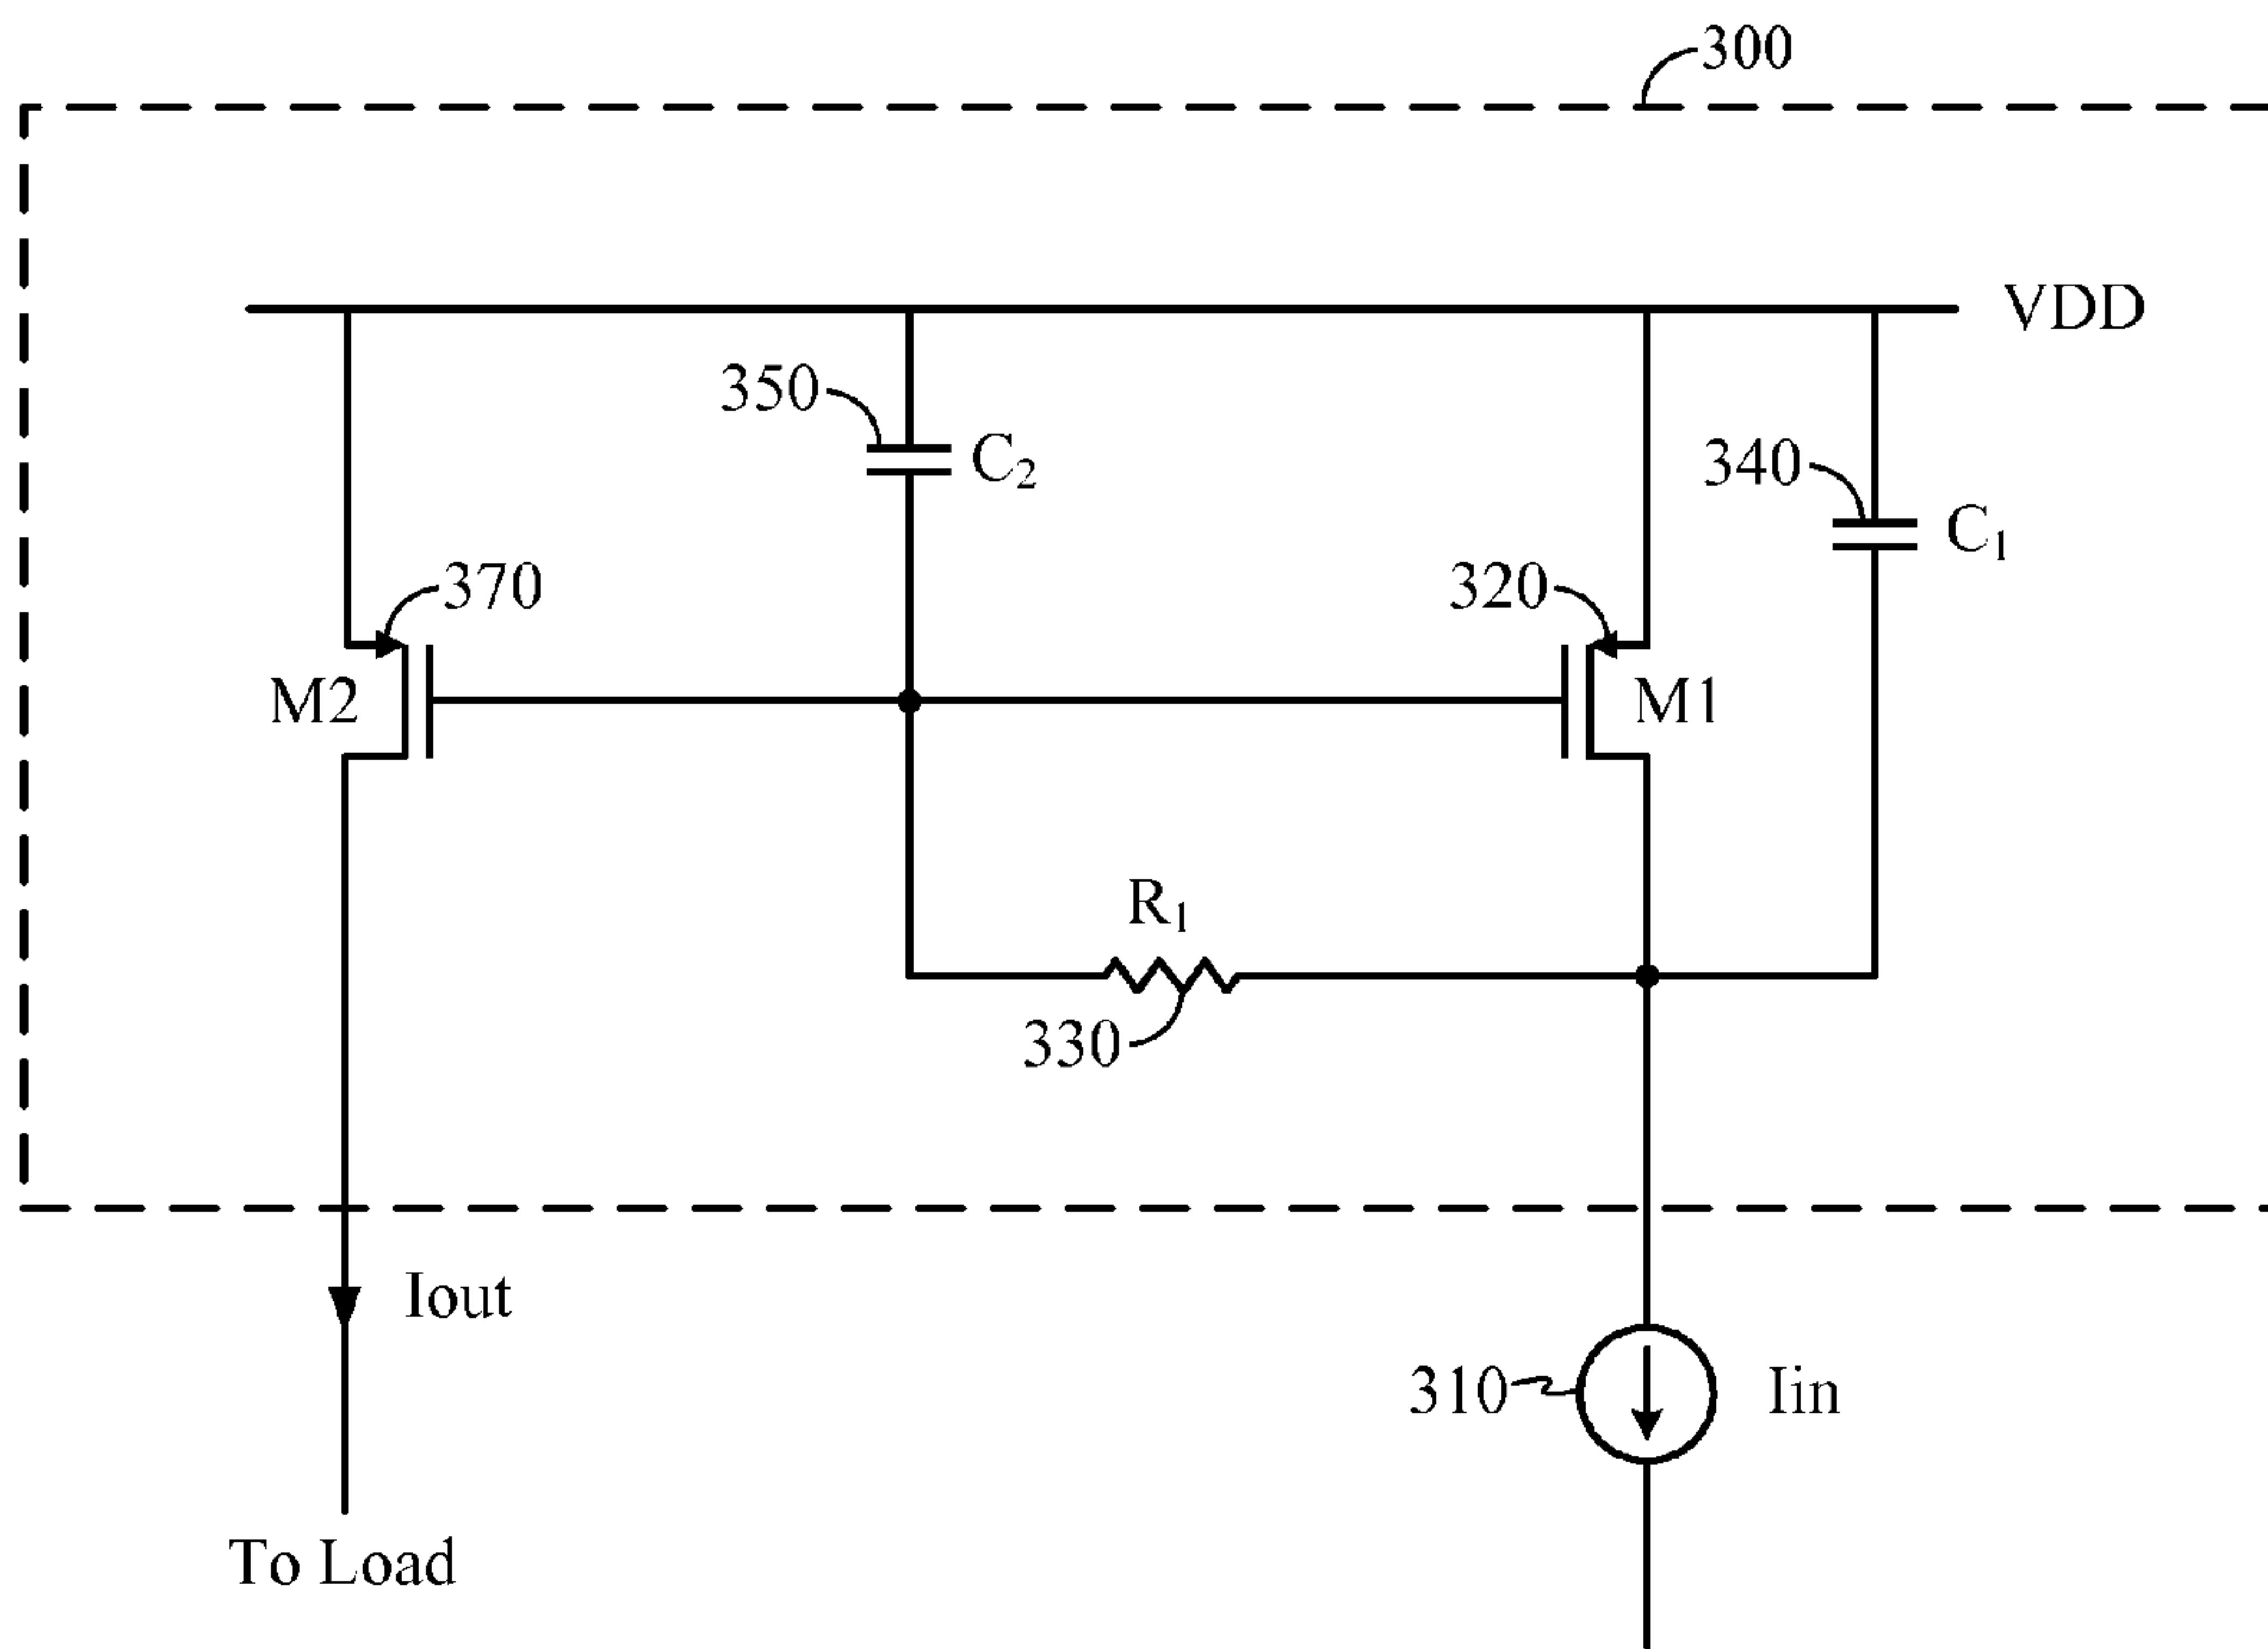 300
VDD
350
C₂
340
C₁
370
320
M2
M1
R₁
330
Iout
310
Iin
To Load